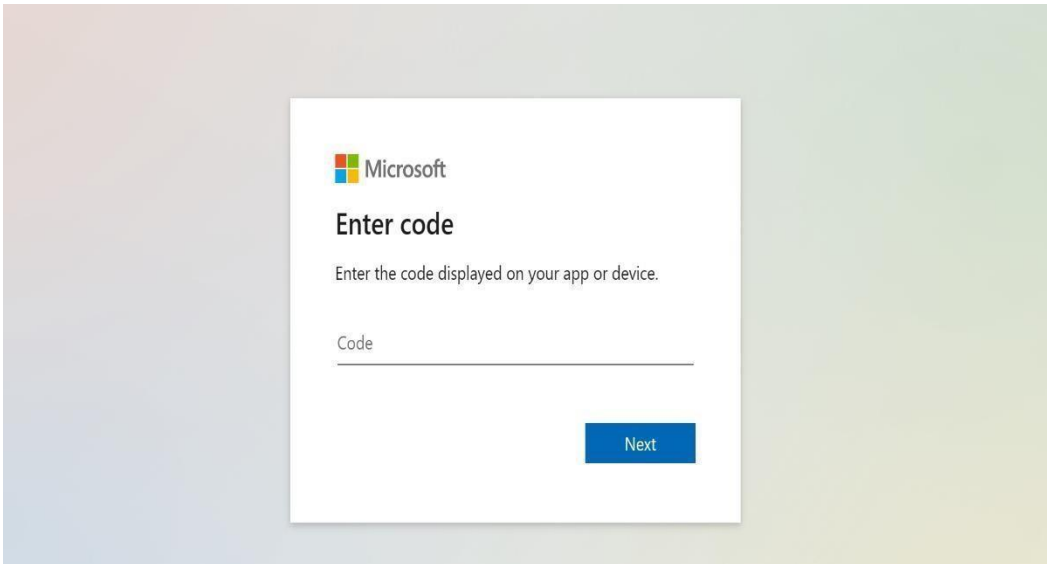 Microsoft
Enter code
Enter the code displayed on your app or device.
Code
Next